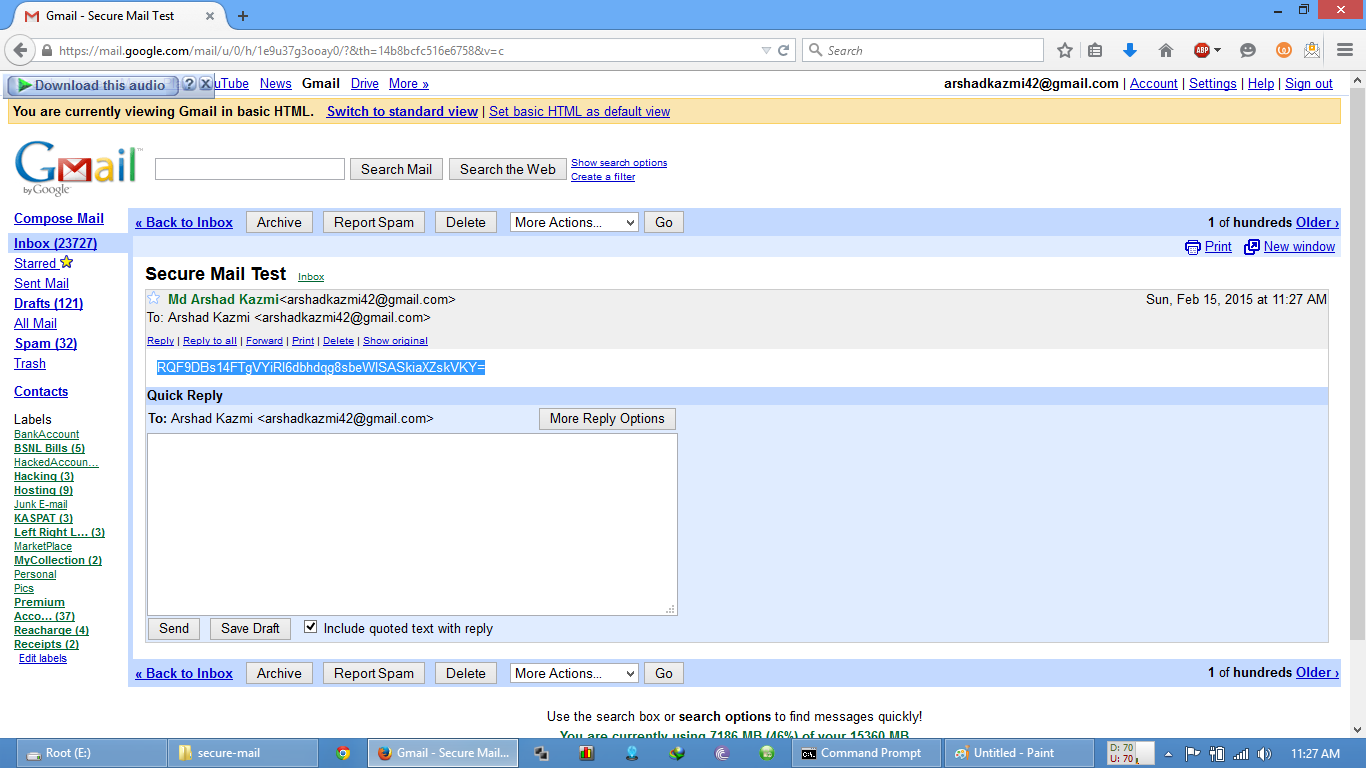 Gmail - Secure Mail Test
https://mail.google.com/mail/u/0/h/1e9u37g3ooay0/?&th=14b8bcfc516e6758&v=c
Search
ABP
Download this audio ? X uTube News Gmail Drive More »
arshadkazmi42@gmail.com | Account | Settings | Help | Sign out
You are currently viewing Gmail in basic HTML. Switch to standard view | Set basic HTML as default view
Gmail™
by Google
Search Mail Search the Web
Show search options
Create a filter
Compose Mail
Inbox (23727)
Starred
Sent Mail
Drafts (121)
All Mail
Spam (32)
Trash
Contacts
Labels
BankAccount
BSNL Bills (5)
HackedAccoun...
Hacking (3)
Hosting (9)
Junk E-mail
KASPAT (3)
Left Right L... (3)
MarketPlace
MyCollection (2)
Personal
Pics
Premium
Acco... (37)
Reacharge (4)
Receipts (2)
Edit labels
« Back to Inbox Archive Report Spam Delete More Actions... Go 1 of hundreds Older ›
Print New window
Secure Mail Test Inbox
Md Arshad Kazmi<arshadkazmi42@gmail.com> Sun, Feb 15, 2015 at 11:27 AM
To: Arshad Kazmi <arshadkazmi42@gmail.com>
Reply | Reply to all | Forward | Print | Delete | Show original
RQF9DBs14FTgVYiRl6dbhdqg8sbeWlSASkiaXZskVKY=
Quick Reply
To: Arshad Kazmi <arshadkazmi42@gmail.com> More Reply Options
Send Save Draft Include quoted text with reply
« Back to Inbox Archive Report Spam Delete More Actions... Go 1 of hundreds Older ›
Use the search box or search options to find messages quickly!
You are currently using 7186 MB (46%) of your 15360 MB.
Root (E:) secure-mail Gmail - Secure Mail... Command Prompt Untitled - Paint
D: 70
U: 70
11:27 AM